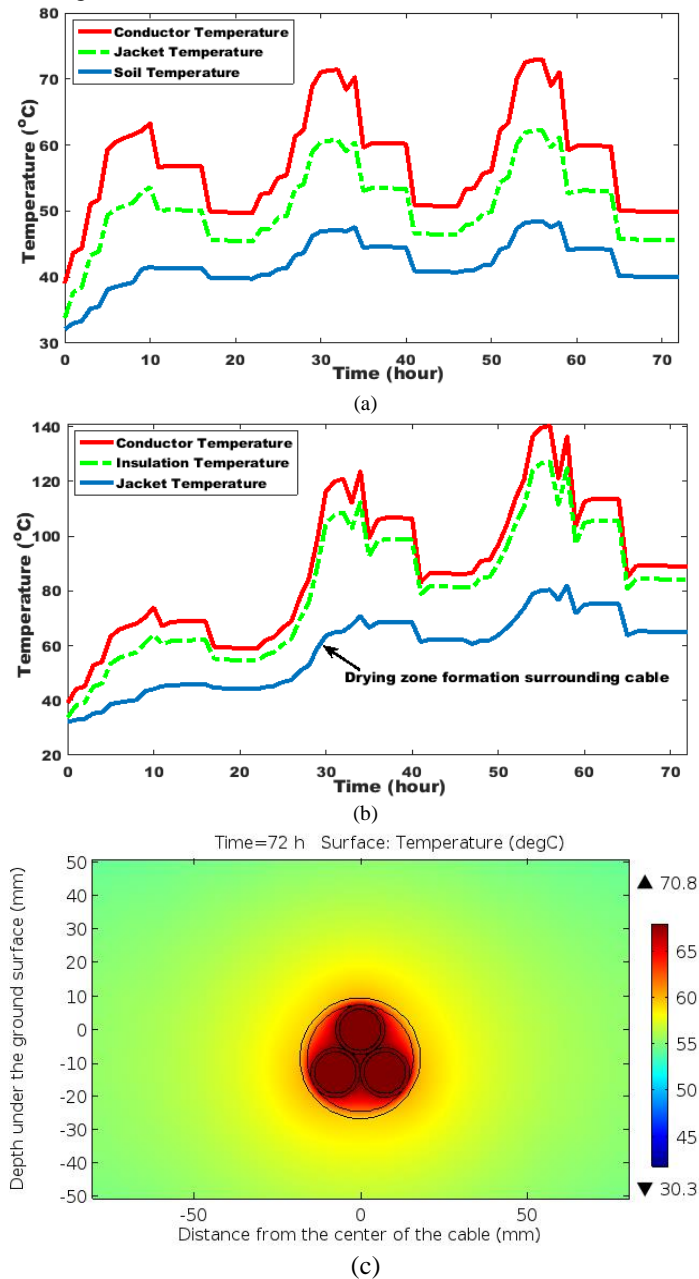 80
70
60
50
40
30
Temperature (°C)
Conductor Temperature
Jacket Temperature
Soil Temperature
0 10 20 30 40 50 60 70
Time (hour)
(a)
140
120
100
80
60
40
20
Temperature (°C)
Conductor Temperature
Insulation Temperature
Jacket Temperature
Drying zone formation surrounding cable
0 10 20 30 40 50 60 70
Time (hour)
(b)
Time=72 h Surface: Temperature (degC)
50
40
30
20
10
0
-10
-20
-30
-40
-50
Depth under the ground surface (mm)
▲ 70.8
65
60
55
50
45
▼ 30.3
-50 0 50
Distance from the center of the cable (mm)
(c)